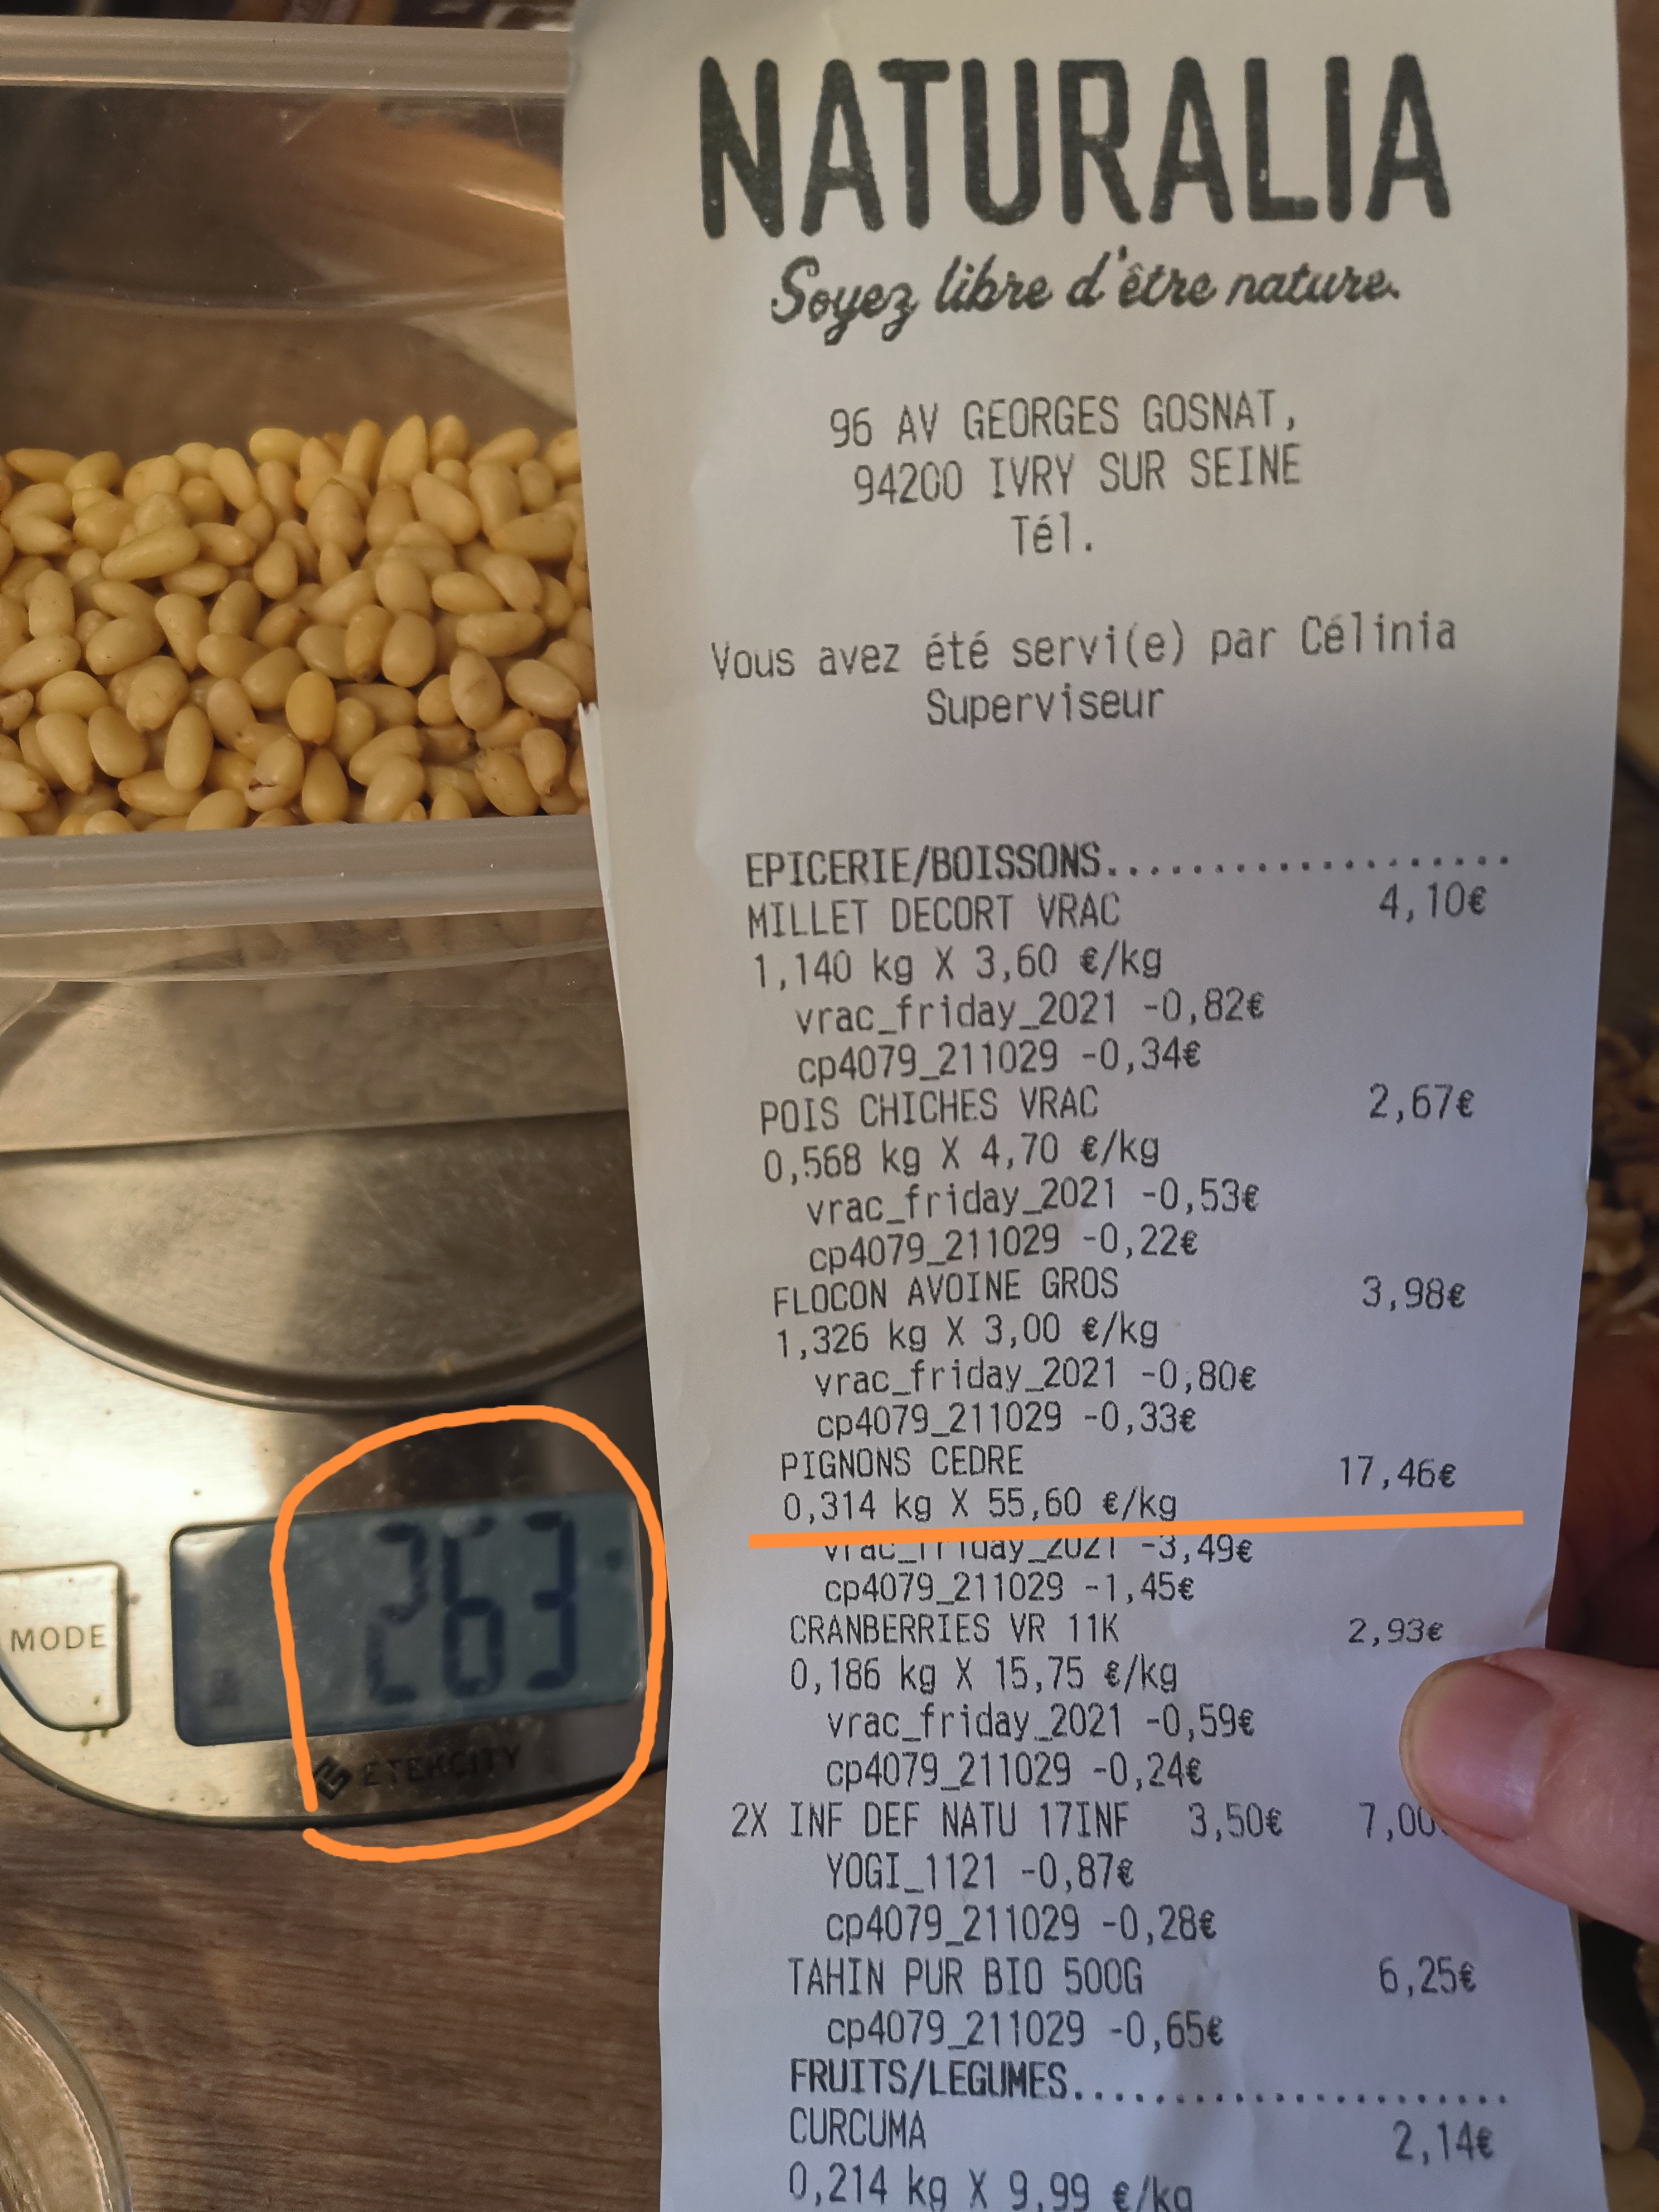 NATURALIA
Soyez libre d'être nature.
96 AV GEORGES GOSNAT,
94200 IVRY SUR SEINE
Tél.
Vous avez été servi(e) par Célinia
Superviseur
EPICERIE/BOISSONS...................
MILLET DECORT VRAC 4,10€
1,140 kg X 3,60 €/kg
vrac_friday_2021 -0,82€
cp4079_211029 -0,34€
POIS CHICHES VRAC 2,67€
0,568 kg X 4,70 €/kg
vrac_friday_2021 -0,53€
cp4079_211029 -0,22€
FLOCON AVOINE GROS 3,98€
1,326 kg X 3,00 €/kg
vrac_friday_2021 -0,80€
cp4079_211029 -0,33€
PIGNONS CEDRE 17,46€
0,314 kg X 55,60 €/kg
vrac_friday_2021 -3,49€
cp4079_211029 -1,45€
CRANBERRIES VR 11K 2,93€
0,186 kg X 15,75 €/kg
vrac_friday_2021 -0,59€
cp4079_211029 -0,24€
2X INF DEF NATU 17INF 3,50€ 7,00
YOGI_1121 -0,87€
cp4079_211029 -0,28€
TAHIN PUR BIO 500G 6,25€
cp4079_211029 -0,65€
FRUITS/LEGUMES......................
CURCUMA 2,14€
0,214 kg X 9,99 €/kg
263
MODE
ETEKCITY